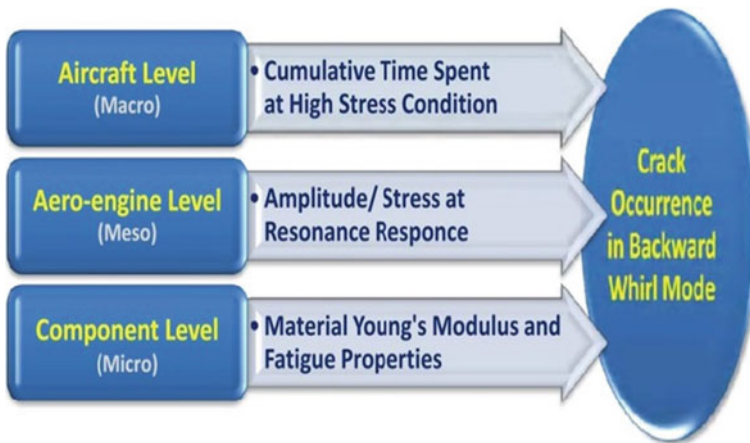 Aircraft Level
(Macro)
• Cumulative Time Spent
at High Stress Condition
Aero-engine Level
(Meso)
• Amplitude/ Stress at
Resonance Responce
Component Level
(Micro)
• Material Young's Modulus and
Fatigue Properties
Crack
Occurrence
in Backward
Whirl Mode